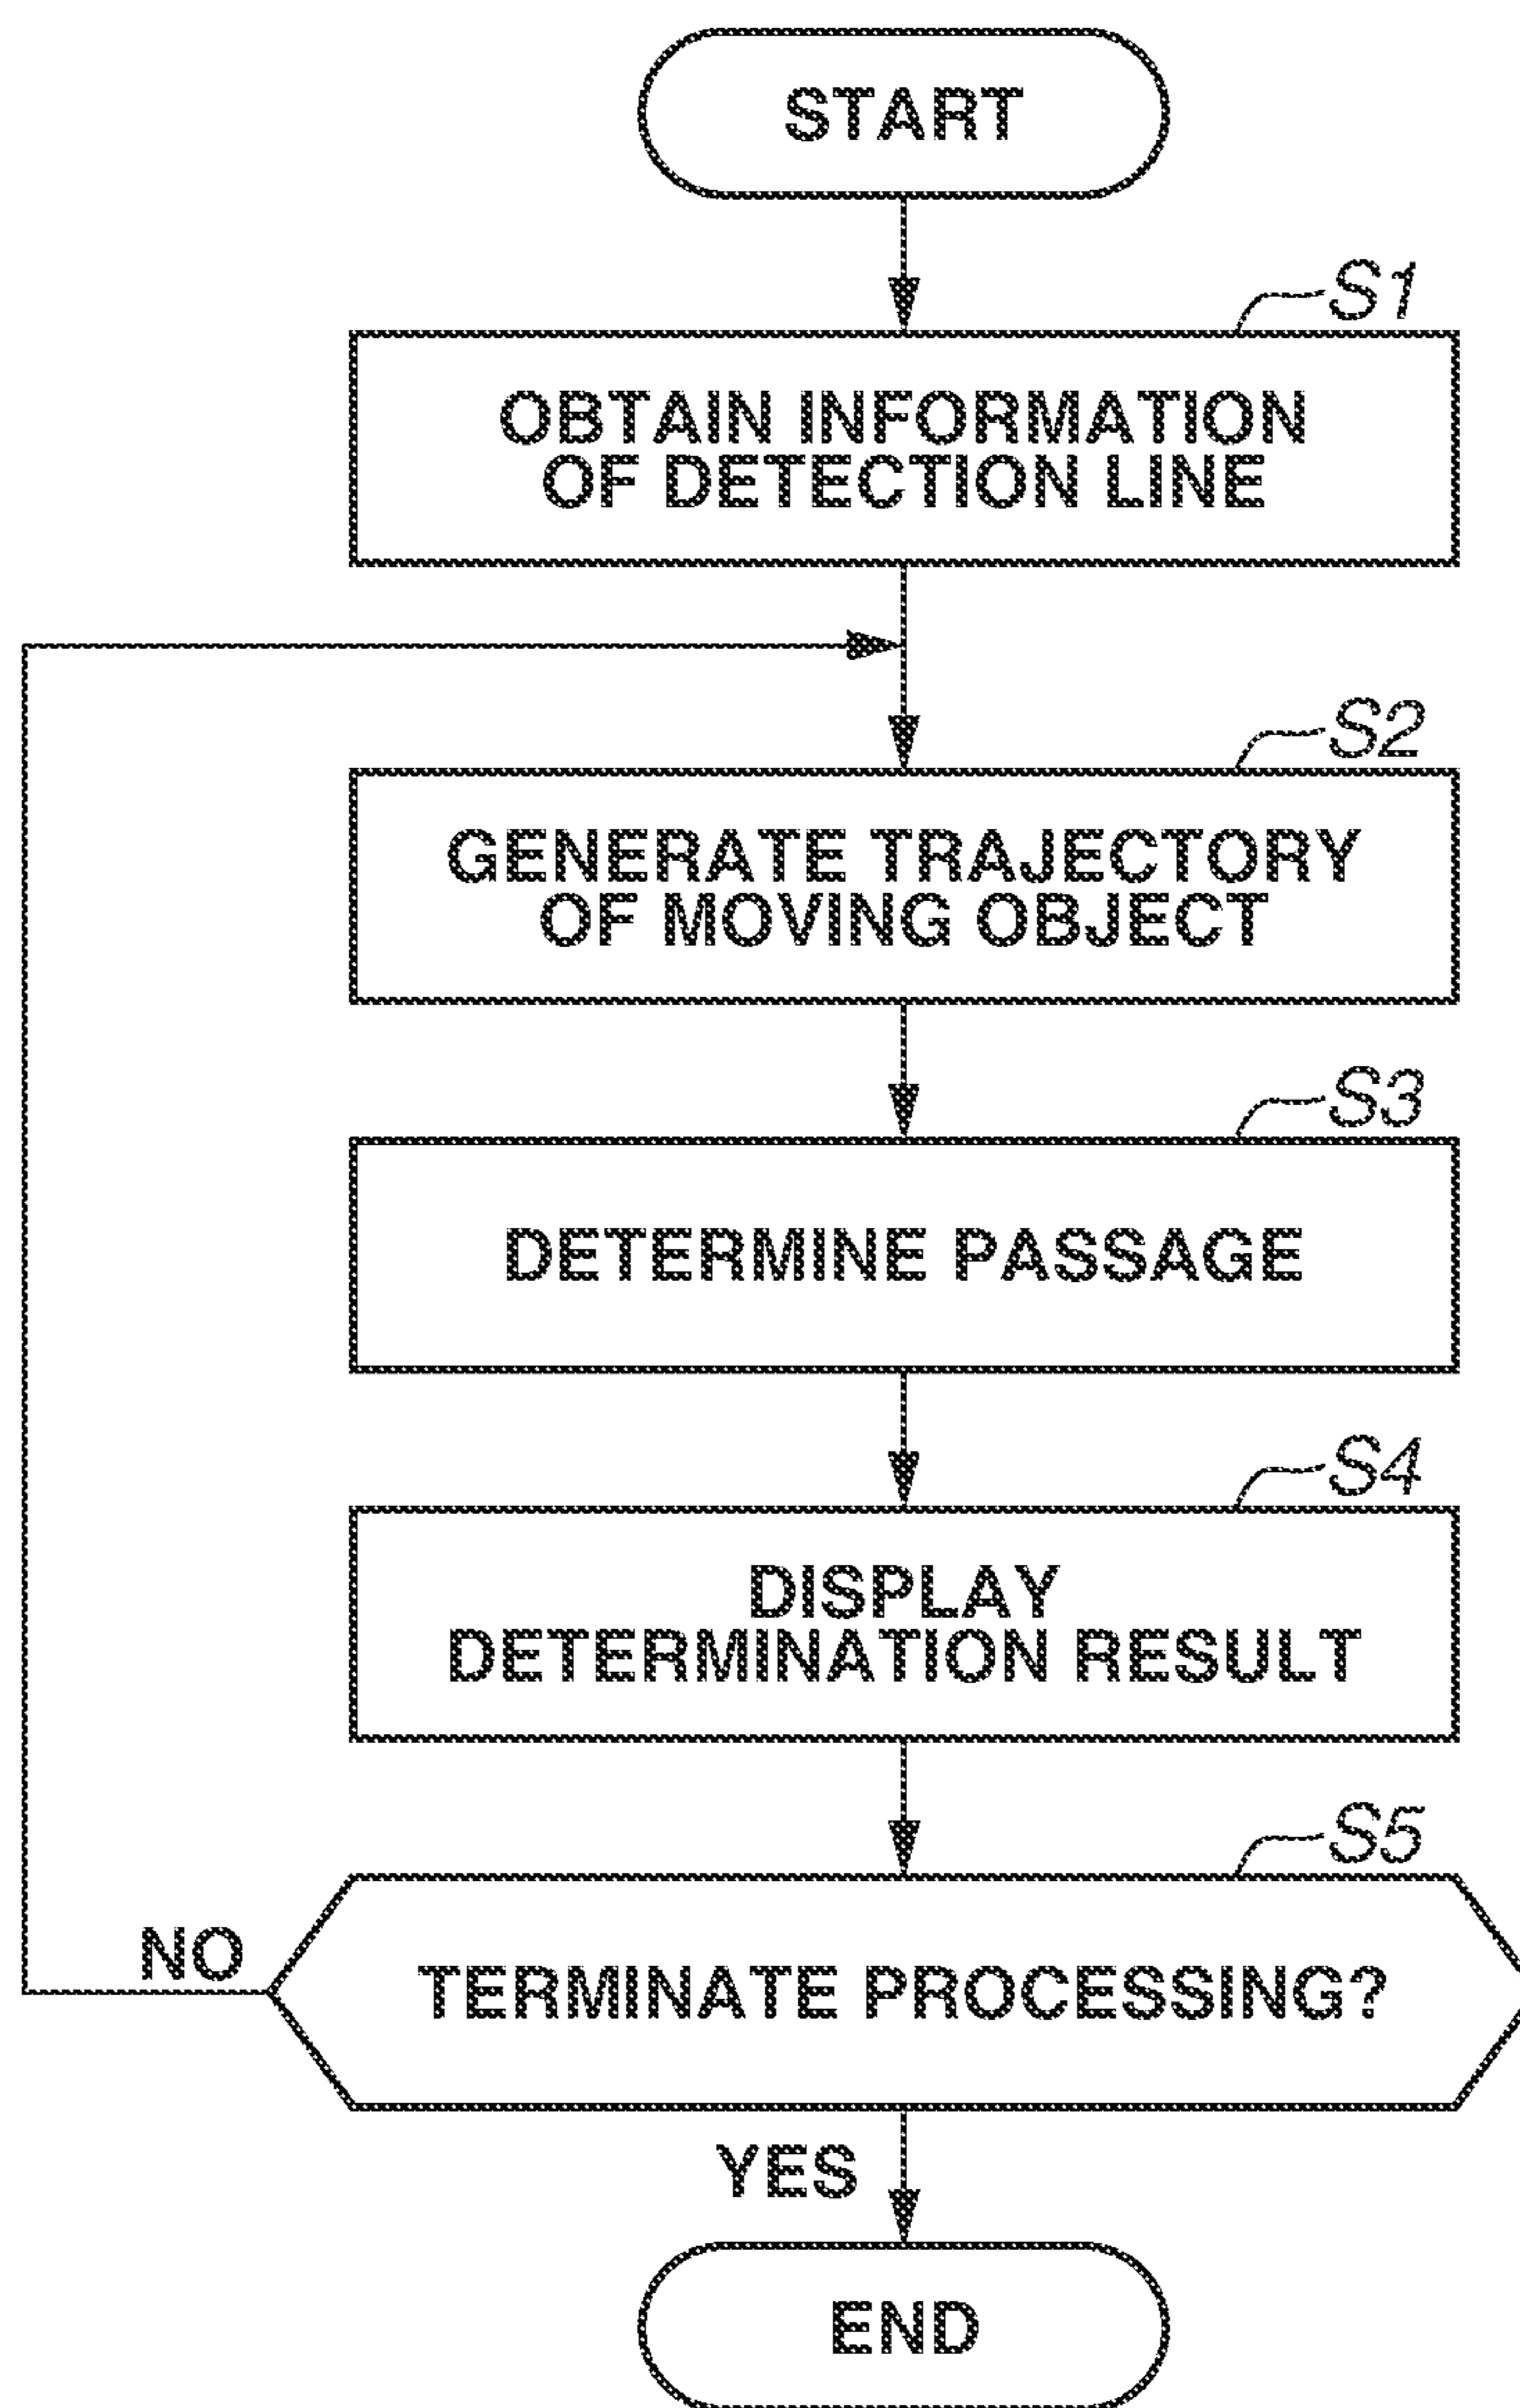 START
S1
OBTAIN INFORMATION
OF DETECTION LINE
S2
GENERATE TRAJECTORY
OF MOVING OBJECT
S3
DETERMINE PASSAGE
S4
DISPLAY
DETERMINATION RESULT
S5
NO
TERMINATE PROCESSING?
YES
END